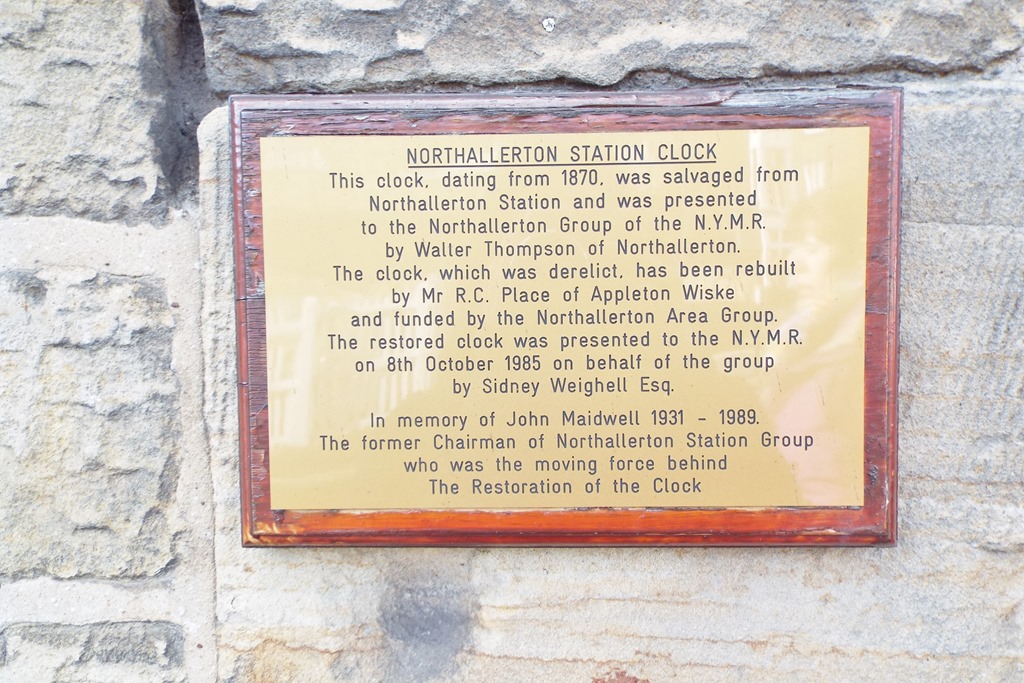 NORTHALLERTON STATION CLOCK
This clock, dating from 1870, was salvaged from
Northallerton Station and was presented
to the Northallerton Group of the N.Y.M.R.
by Waller Thompson of Northallerton.
The clock, which was derelict, has been rebuilt
by Mr R.C. Place of Appleton Wiske
and funded by the Northallerton Area Group.
The restored clock was presented to the N.Y.M.R.
on 8th October 1985 on behalf of the group
by Sidney Weighell Esq.
In memory of John Maidwell 1931 - 1989.
The former Chairman of Northallerton Station Group
who was the moving force behind
The Restoration of the Clock